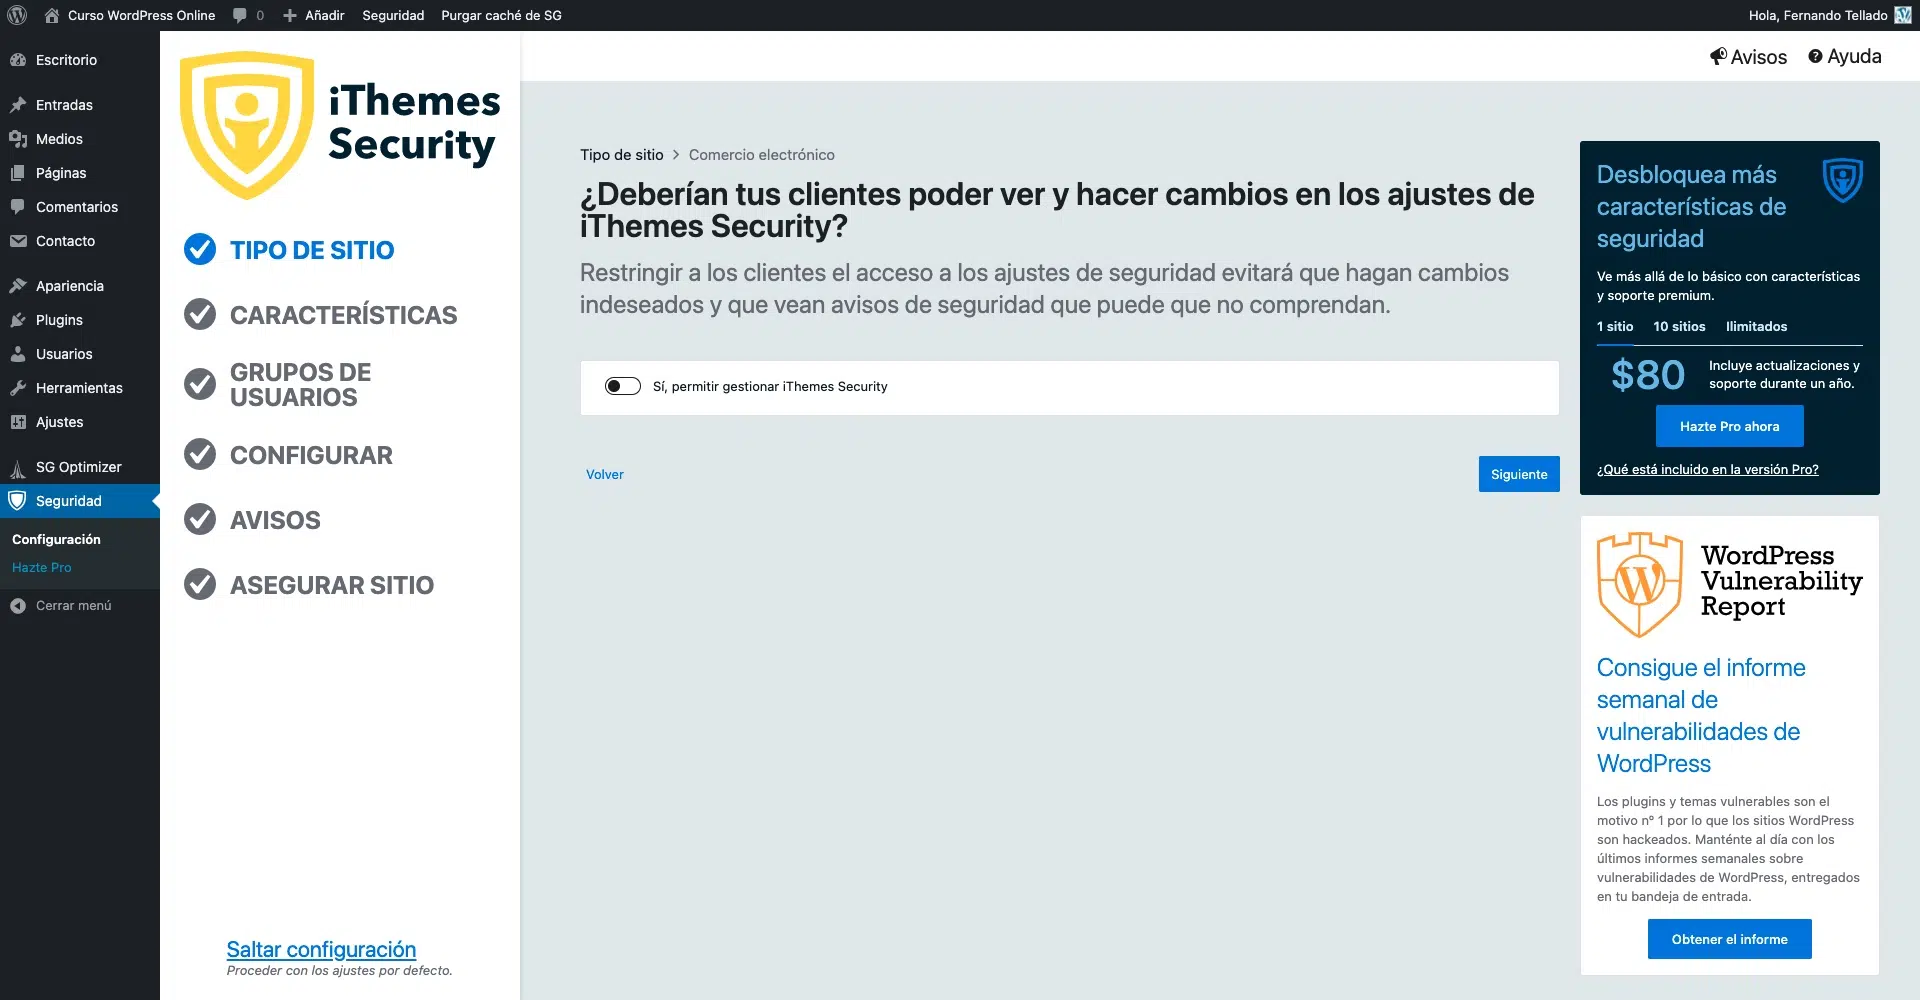 Curso WordPress Online
0
Añadir
Seguridad
Purgar caché de SG
Hola, Fernando Tellado
Escritorio
Entradas
Medios
Páginas
Comentarios
Contacto
Apariencia
Plugins
Usuarios
Herramientas
Ajustes
SG Optimizer
Seguridad
Configuración
Hazte Pro
Cerrar menú
iThemes
Security
TIPO DE SITIO
CARACTERÍSTICAS
GRUPOS DE
USUARIOS
CONFIGURAR
AVISOS
ASEGURAR SITIO
Saltar configuración
Proceder con los ajustes por defecto.
Avisos
Ayuda
Tipo de sitio
Comercio electrónico
¿Deberían tus clientes poder ver y hacer cambios en los ajustes de
iThemes Security?
Restringir a los clientes el acceso a los ajustes de seguridad evitará que hagan cambios
indeseados y que vean avisos de seguridad que puede que no comprendan.
Sí, permitir gestionar iThemes Security
Volver
Siguiente
Desbloquea más
características de
seguridad
Ve más allá de lo básico con características
y soporte premium.
1 sitio
10 sitios
Ilimitados
$80
Incluye actualizaciones y
soporte durante un año.
Hazte Pro ahora
¿Qué está incluido en la versión Pro?
WordPress
Vulnerability
Report
Consigue el informe
semanal de
vulnerabilidades de
WordPress
Los plugins y temas vulnerables son el
motivo nº 1 por lo que los sitios WordPress
son hackeados. Manténte al día con los
últimos informes semanales sobre
vulnerabilidades de WordPress, entregados
en tu bandeja de entrada.
Obtener el informe